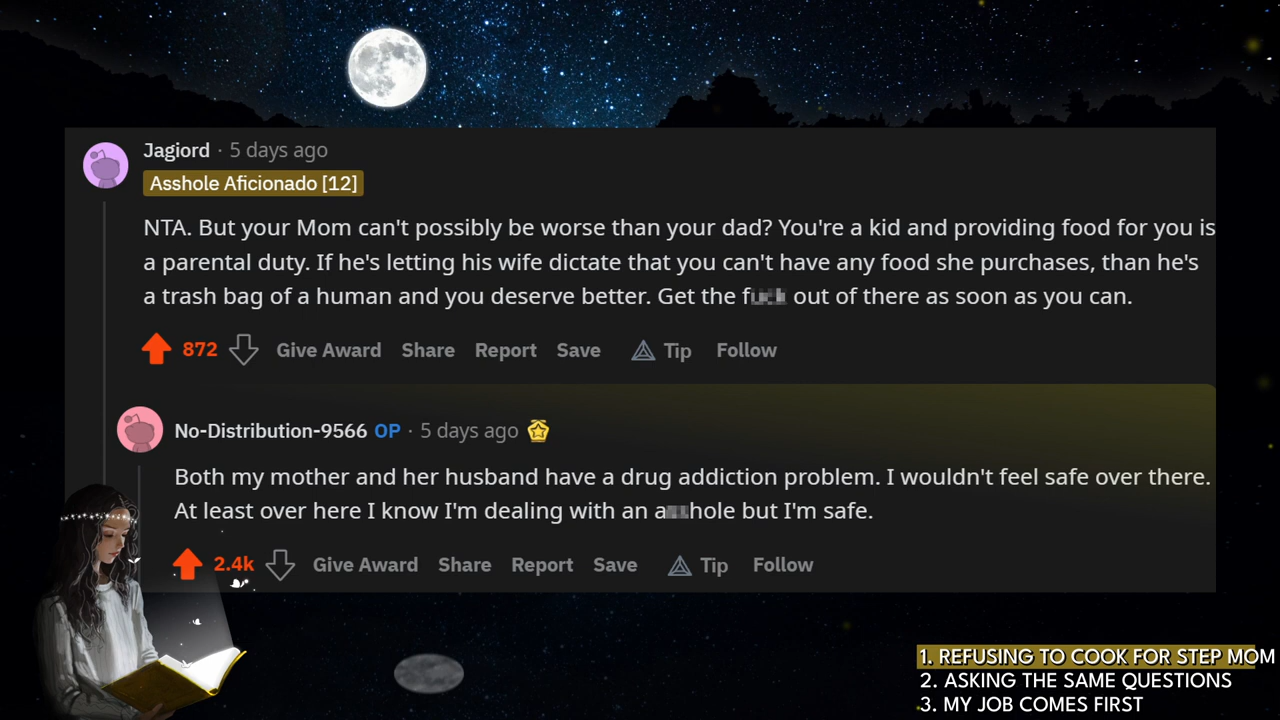 Jagiord · 5 days ago
Asshole Aficionado [12]
NTA. But your Mom can't possibly be worse than your dad? You're a kid and providing food for you is
a parental duty. If he's letting his wife dictate that you can't have any food she purchases, than he's
a trash bag of a human and you deserve better. Get the f out of there as soon as you can.
872 Give Award Share Report Save Tip Follow
No-Distribution-9566 OP · 5 days ago
Both my mother and her husband have a drug addiction problem. I wouldn't feel safe over there.
At least over here I know I'm dealing with an a hole but I'm safe.
2.4k Give Award Share Report Save Tip Follow
1. REFUSING TO COOK FOR STEP MOM
2. ASKING THE SAME QUESTIONS
3. MY JOB COMES FIRST